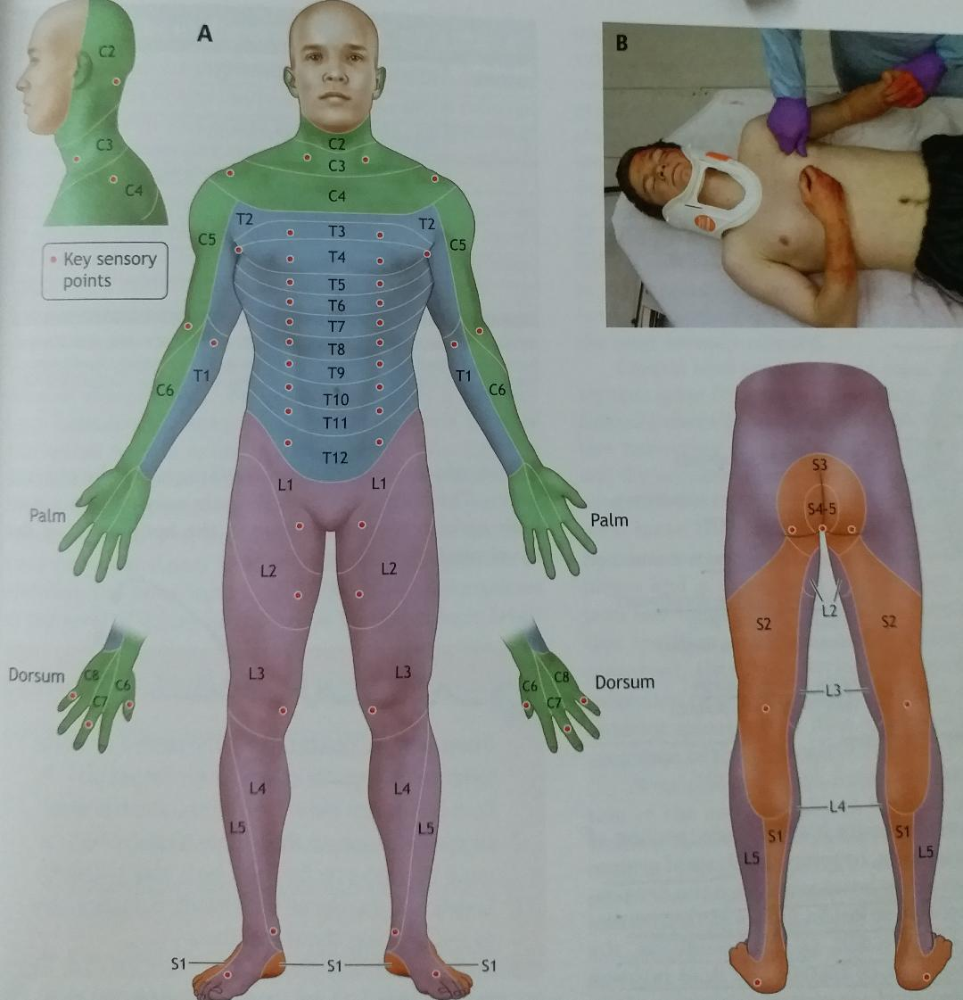 A
B
C2
C3
C4
Key sensory
points
C2
C3
C4
T2
T2
T3
C5
C5
T4
T5
T6
T7
T8
T9
T1
T1
C6
C6
T10
T11
T12
L1
L1
Palm
Palm
L2
L2
Dorsum
C8
C7
C6
C6
C7
C8
Dorsum
L3
L3
L4
L4
L5
L5
S1
S1
S1
S3
S4-5
S2
S2
L2
L3
L4
S1
S1
L5
L5